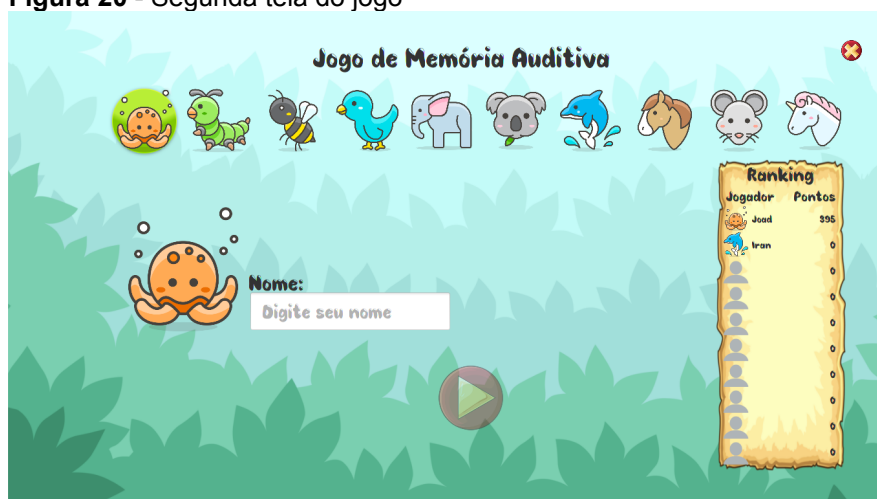 Figura 20 - Segunda tela do jogo
Jogo de Memória Auditiva
Ranking
Jogador Pontos
Joad 395
Iran 0
0
0
0
0
0
0
0
0
Nome:
Digite seu nome